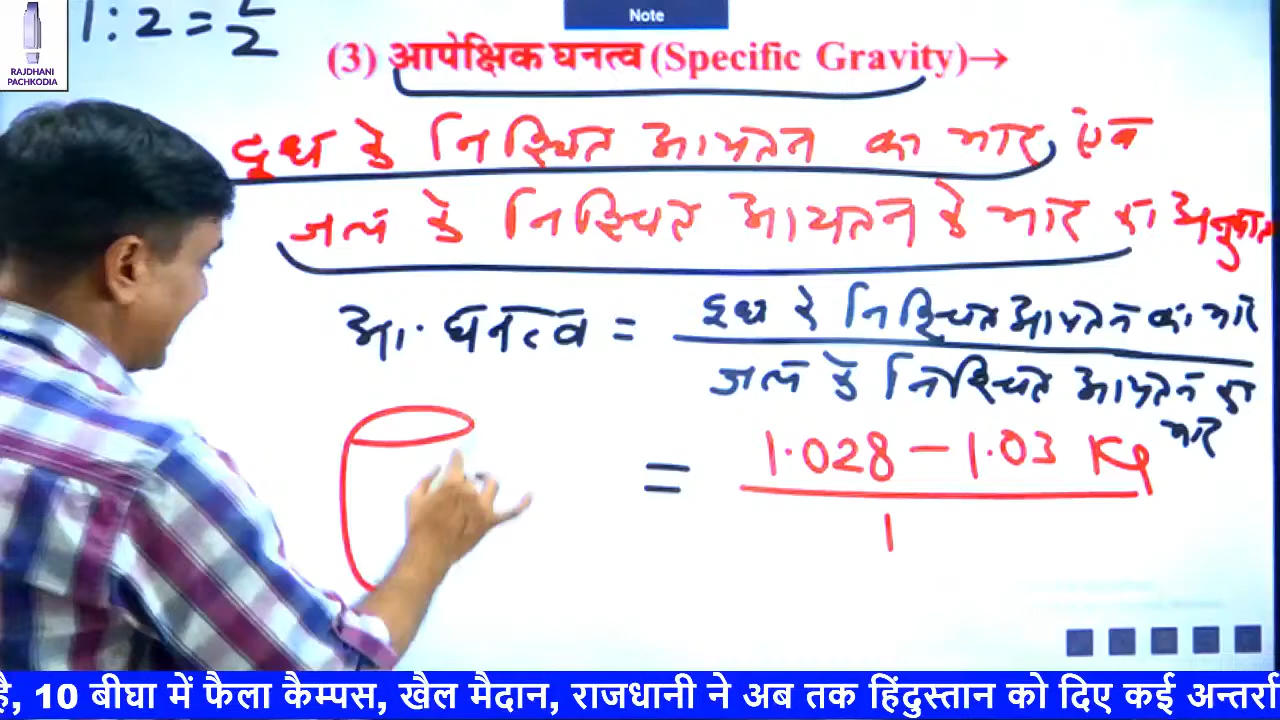 Note
1:2=1/2
RAJDHANI
PACHKODIA
(3) आपेक्षिक घनत्व (Specific Gravity)→
दूध के निश्चित आयतन का भार एवं
जल के निश्चित आयतन के भार का अनुपात
आ. घनत्व = दूध के निश्चित आयतन का भार
जल के निश्चित आयतन का
भार
= 1.028 – 1.03 Kg
1
है, 10 बीघा में फैला कैम्पस, खैल मैदान, राजधानी ने अब तक हिंदुस्तान को दिए कई अन्तर्रा